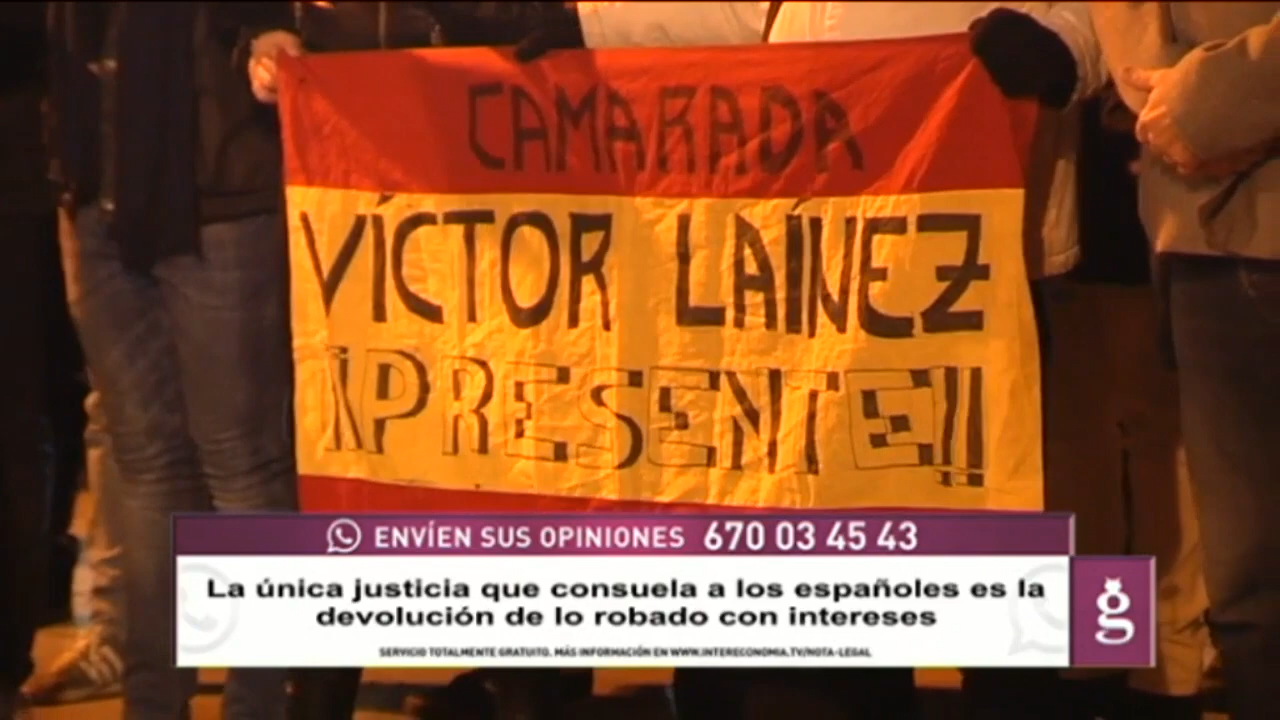 CAMARADA
VÍCTOR LAÍNEZ
¡¡PRESENTE!!
ENVÍEN SUS OPINIONES 670 03 45 43
La única justicia que consuela a los españoles es la
devolución de lo robado con intereses
SERVICIO TOTALMENTE GRATUITO. MÁS INFORMACIÓN EN WWW.INTERECONOMIA.TV/NOTA-LEGAL
g